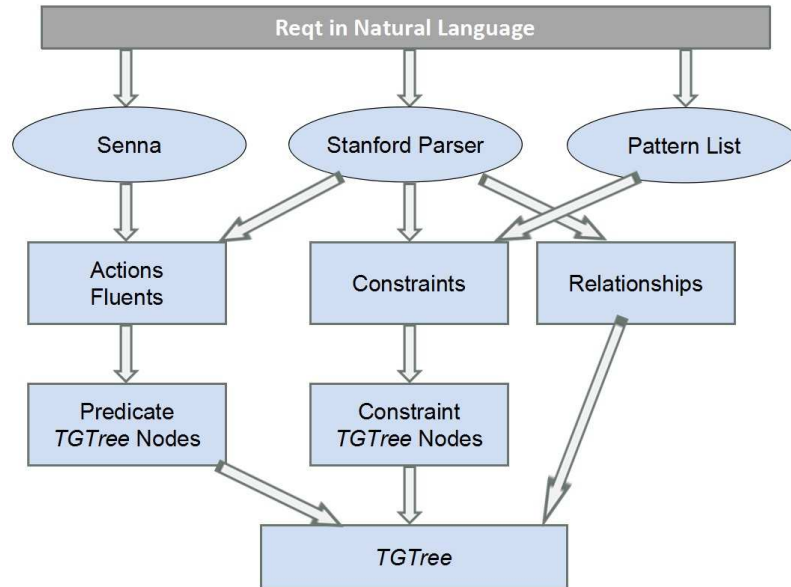 Reqt in Natural Language
Senna
Stanford Parser
Pattern List
Actions
Fluents
Constraints
Relationships
Predicate
TGTree Nodes
Constraint
TGTree Nodes
TGTree